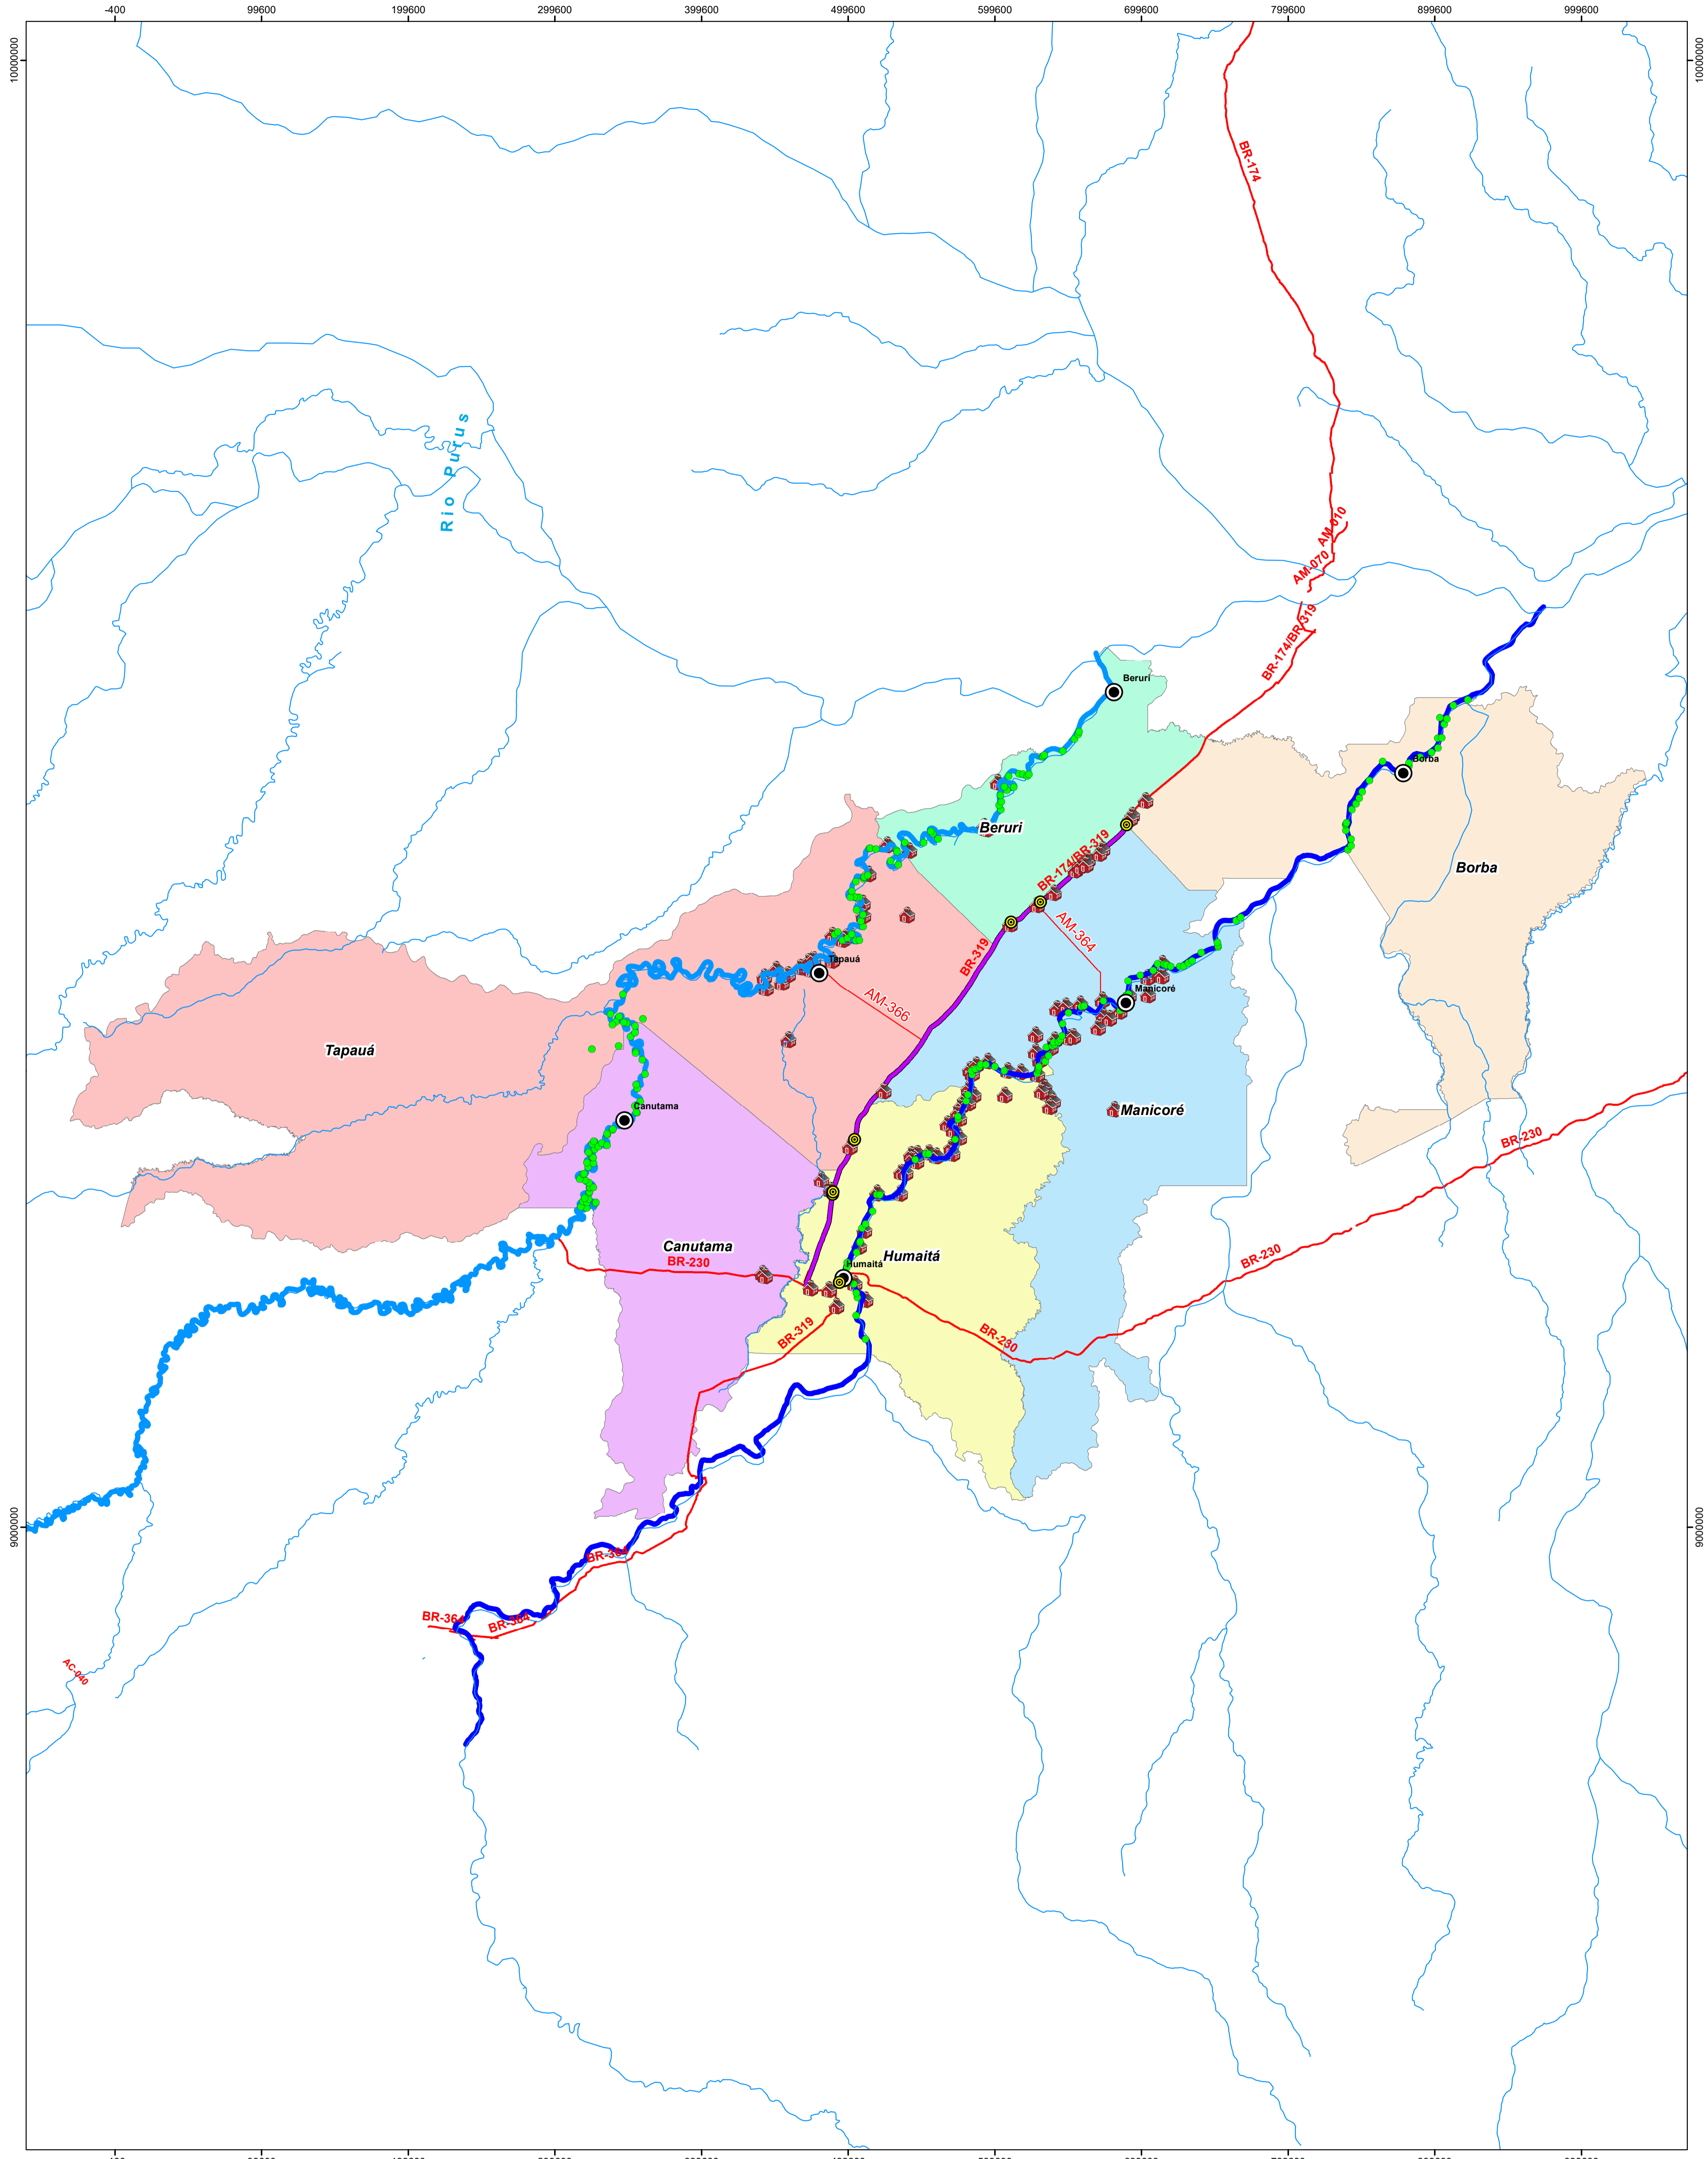 -400 99600 199600 299600 399600 499600 599600 699600 799600 899600 999600
10000000
10000000
BR-174
Rio Purus
AM-010
AM-070
BR-174/BR-319
Beruri
Borba
BR-174/BR-319
Beruri
Borba
AM-364
BR-319
Tapauá
Manicoré
AM-366
Tapauá
Canutama
Manicoré
BR-230
Canutama
Humaitá
BR-230
BR-230
Humaitá
BR-319
BR-230
9000000
9000000
BR-364
BR-364
BR-364
AC-040